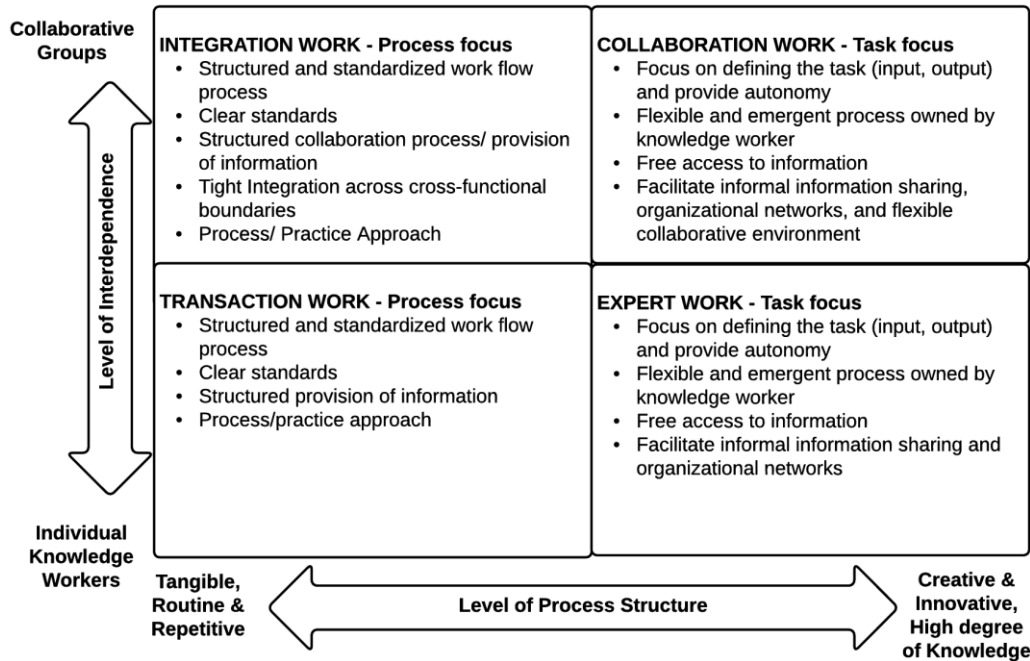 Collaborative
Groups
INTEGRATION WORK - Process focus
• Structured and standardized work flow
process
• Clear standards
• Structured collaboration process/ provision
of information
• Tight Integration across cross-functional
boundaries
• Process/ Practice Approach
COLLABORATION WORK - Task focus
• Focus on defining the task (input, output)
and provide autonomy
• Flexible and emergent process owned by
knowledge worker
• Free access to information
• Facilitate informal information sharing,
organizational networks, and flexible
collaborative environment
Level of Interdependence
TRANSACTION WORK - Process focus
• Structured and standardized work flow
process
• Clear standards
• Structured provision of information
• Process/practice approach
EXPERT WORK - Task focus
• Focus on defining the task (input, output)
and provide autonomy
• Flexible and emergent process owned by
knowledge worker
• Free access to information
• Facilitate informal information sharing and
organizational networks
Individual
Knowledge
Workers
Tangible,
Routine &
Repetitive
Level of Process Structure
Creative &
Innovative,
High degree
of Knowledge